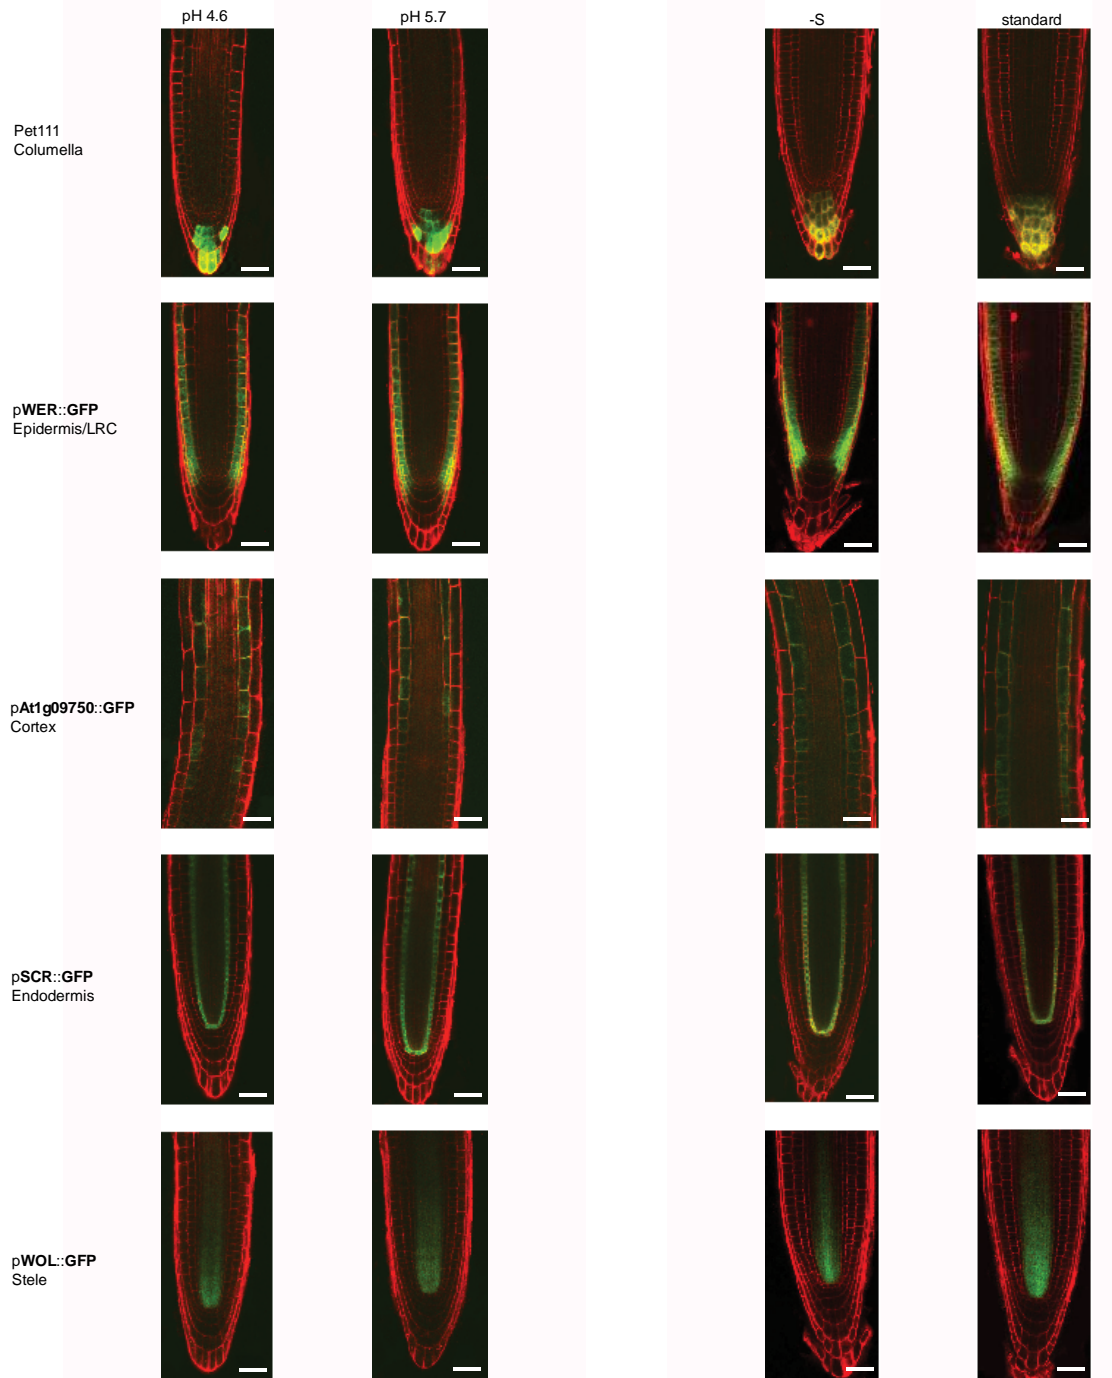 pH 4.6
pH 5.7
-S
standard
Pet111
Columella
pWER::GFP
Epidermis/LRC
pAt1g09750::GFP
Cortex
pSCR::GFP
Endodermis
pWOL::GFP
Stele